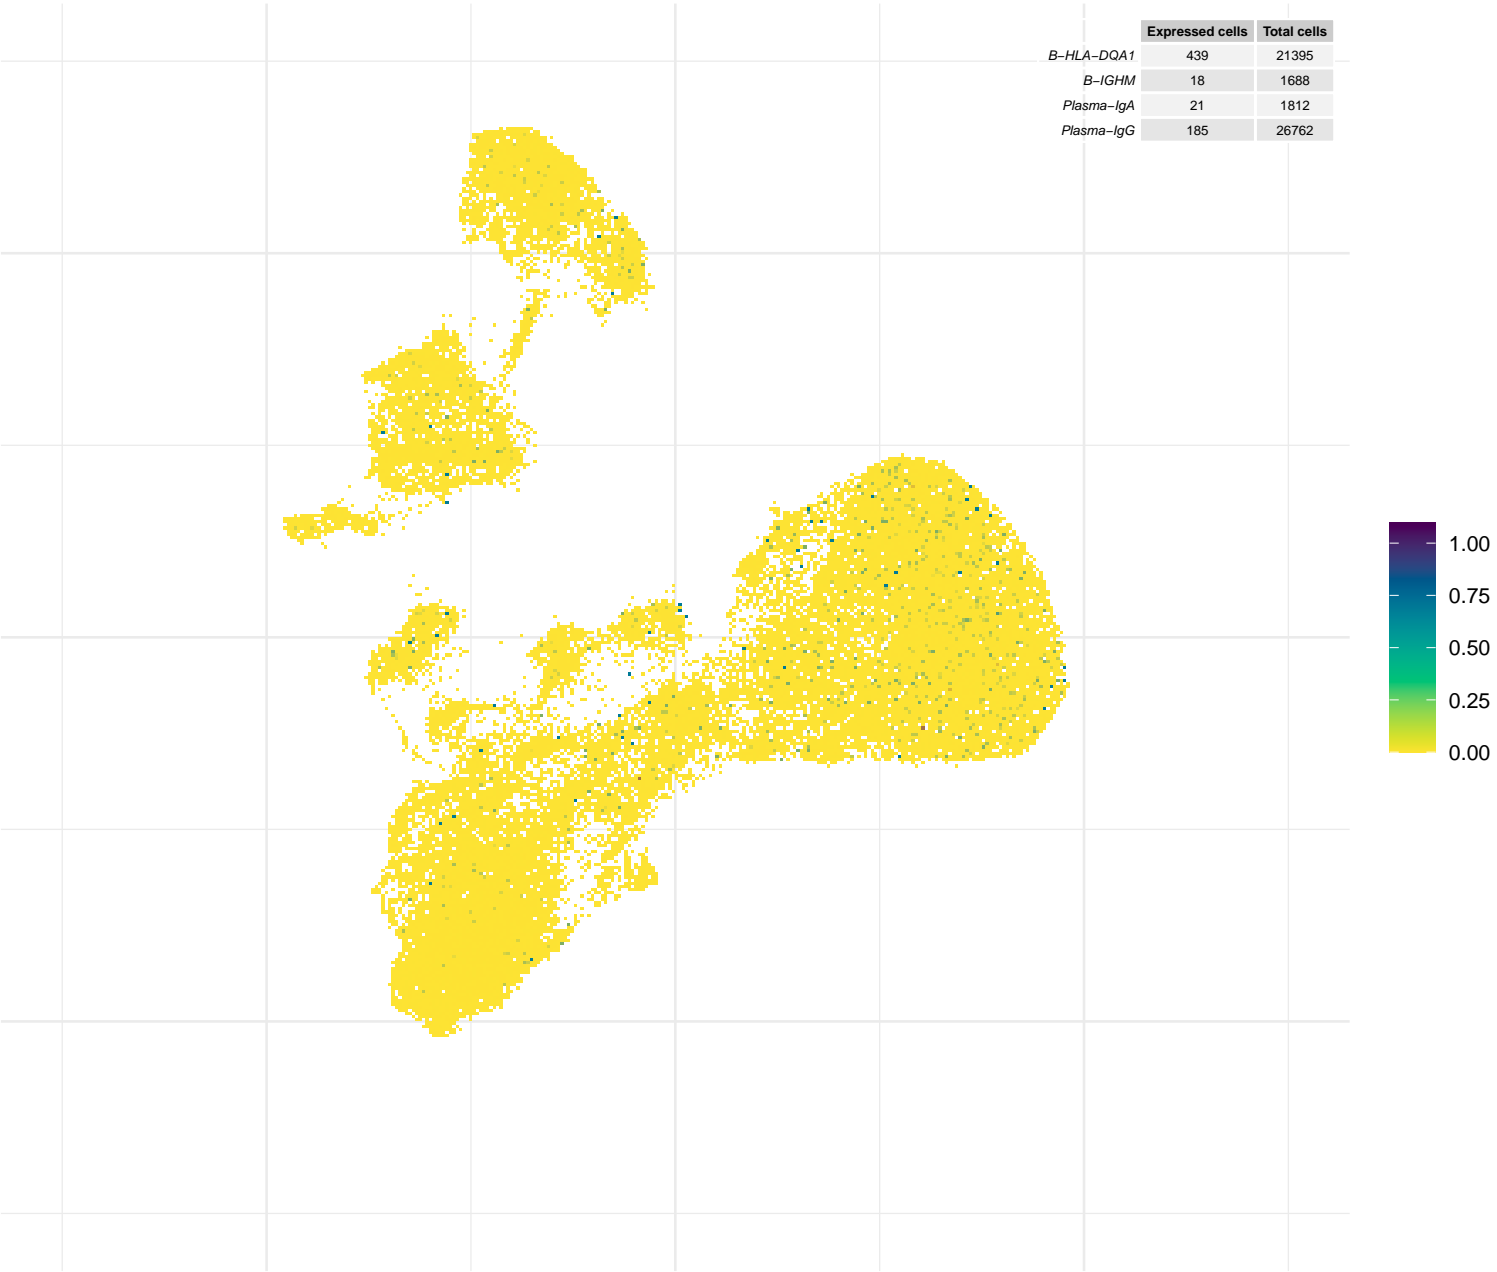 Expressed cells Total cells
B−HLA−DQA1 439 21395
B−IGHM 18 1688
Plasma−IgA 21 1812
Plasma−IgG 185 26762
1.00
0.75
0.50
0.25
0.00